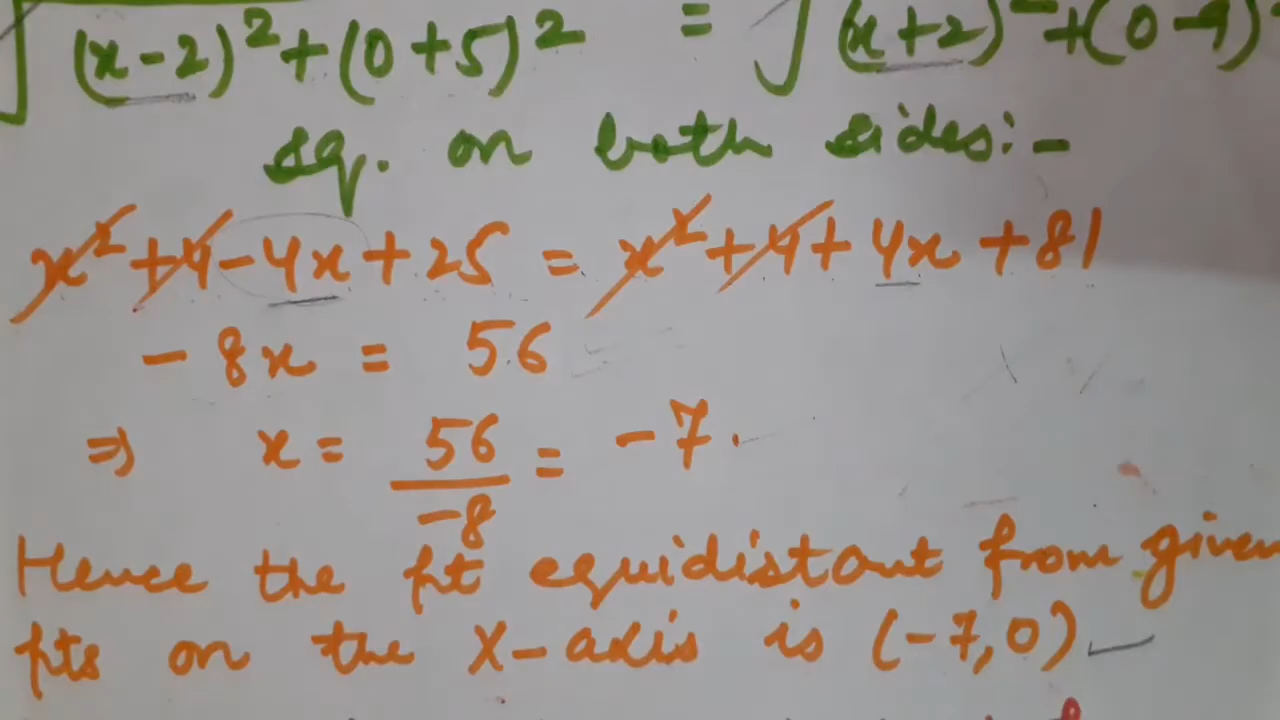 √(x-2)²+(0+5)² = √(x+2)²+(0-9)²
sq. on both sides:-
x²+4-4x+25 = x²+4+4x+81
-8x = 56
⇒ x = 56/-8 = -7.
Hence the pt equidistant from given
pts on the X-axis is (-7,0)